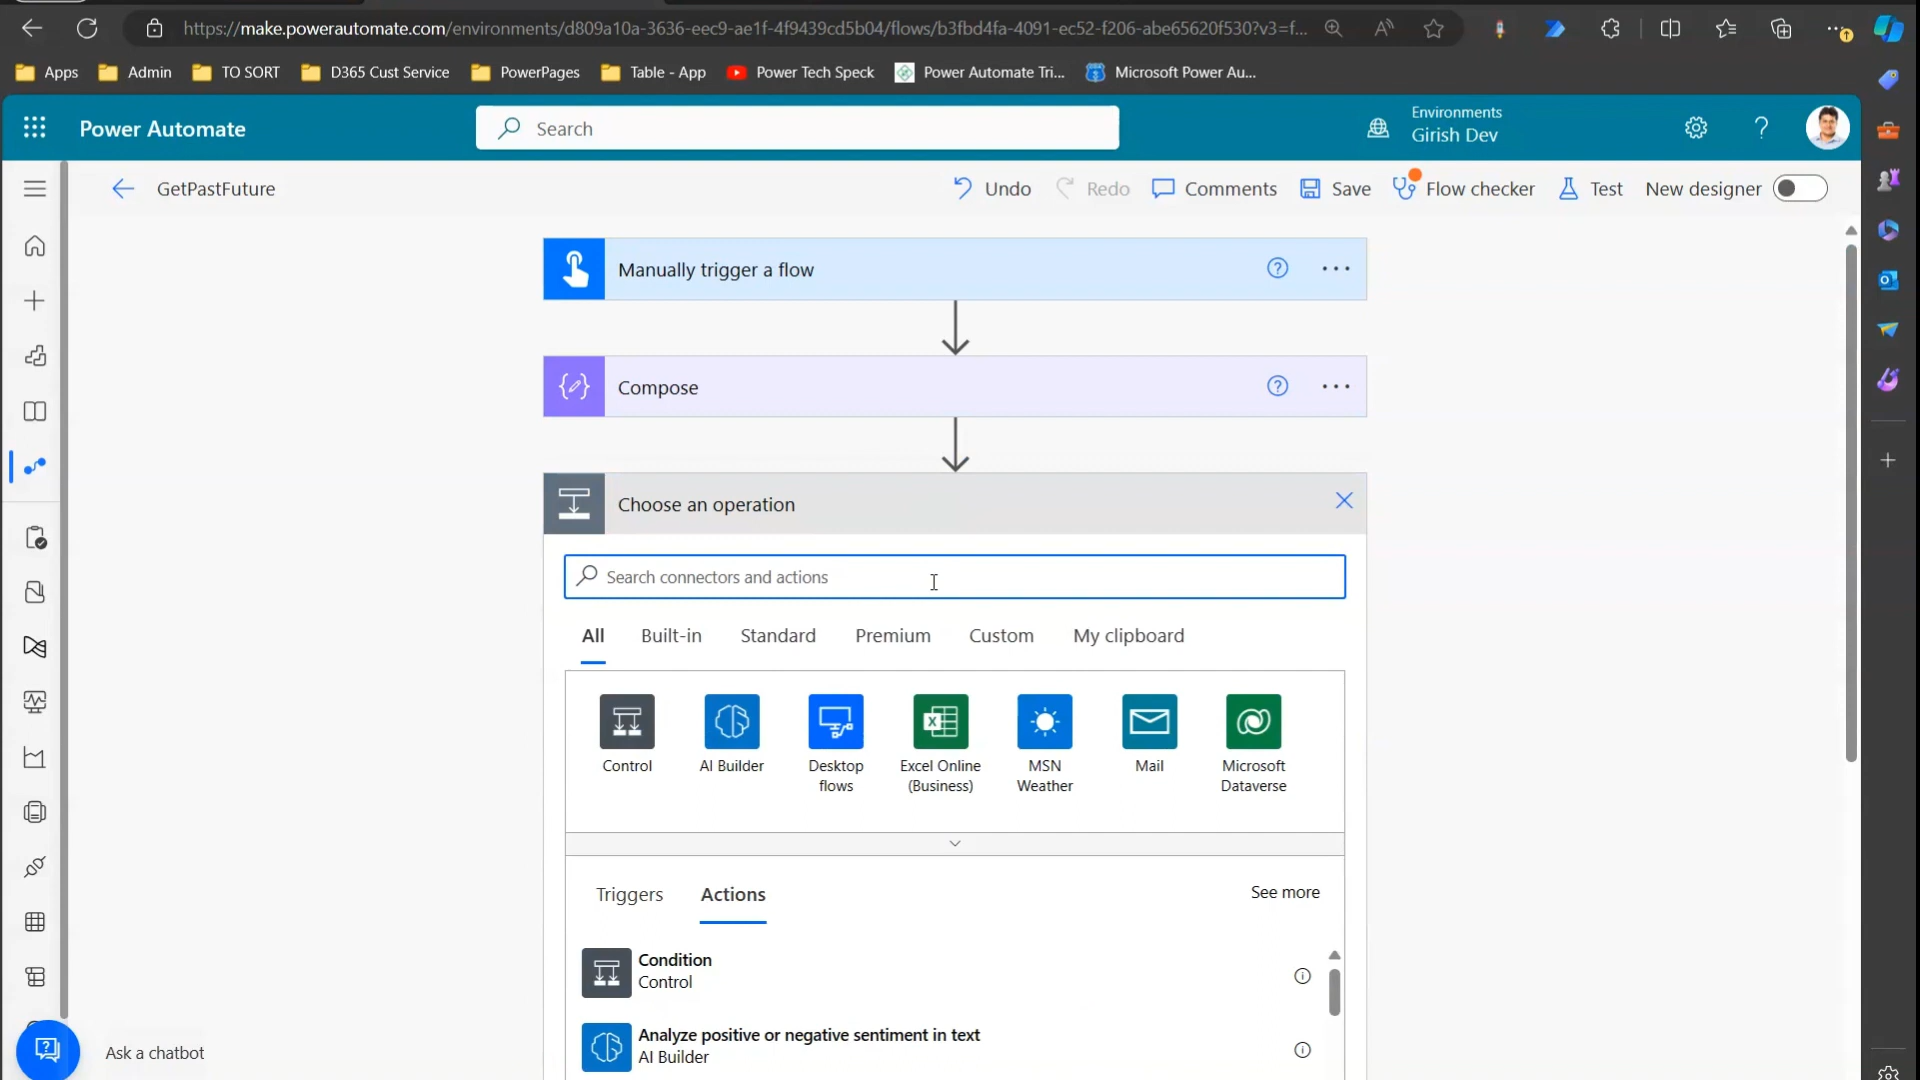 https://make.powerautomate.com/environments/d809a10a-3636-eec9-ae1f-4f9439cd5b04/flows/b3fbd4fa-4091-ec52-f206-abe65620f530?v3=f...
Apps
Admin
TO SORT
D365 Cust Service
PowerPages
Table - App
Power Tech Speck
Power Automate Tri...
Microsoft Power Au...
Power Automate
Search
Environments
Girish Dev
GetPastFuture
Undo
Redo
Comments
Save
Flow checker
Test
New designer
Manually trigger a flow
Compose
Choose an operation
Search connectors and actions
All
Built-in
Standard
Premium
Custom
My clipboard
Control
AI Builder
Desktop
flows
Excel Online
(Business)
MSN
Weather
Mail
Microsoft
Dataverse
Triggers
Actions
See more
Condition
Control
Analyze positive or negative sentiment in text
AI Builder
Ask a chatbot